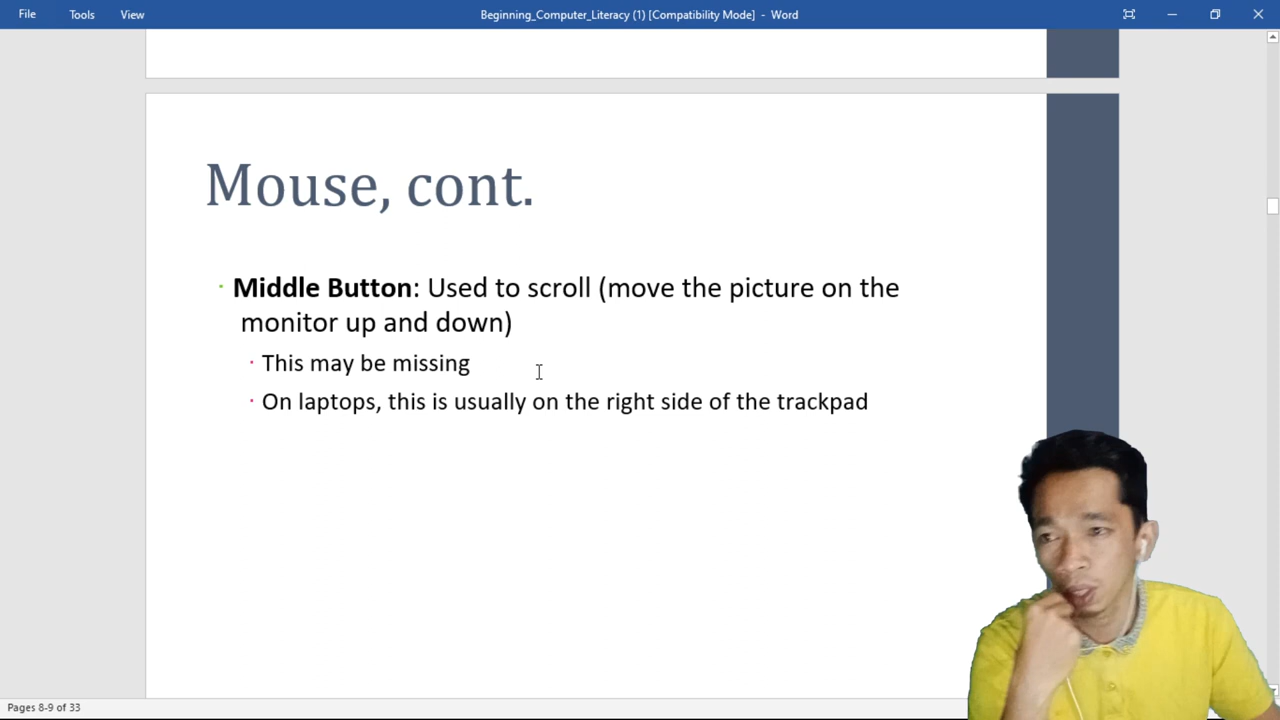 File Tools View Beginning_Computer_Literacy (1) [Compatibility Mode] - Word
Mouse, cont.
· Middle Button: Used to scroll (move the picture on the
monitor up and down)
· This may be missing
· On laptops, this is usually on the right side of the trackpad
Pages 8-9 of 33